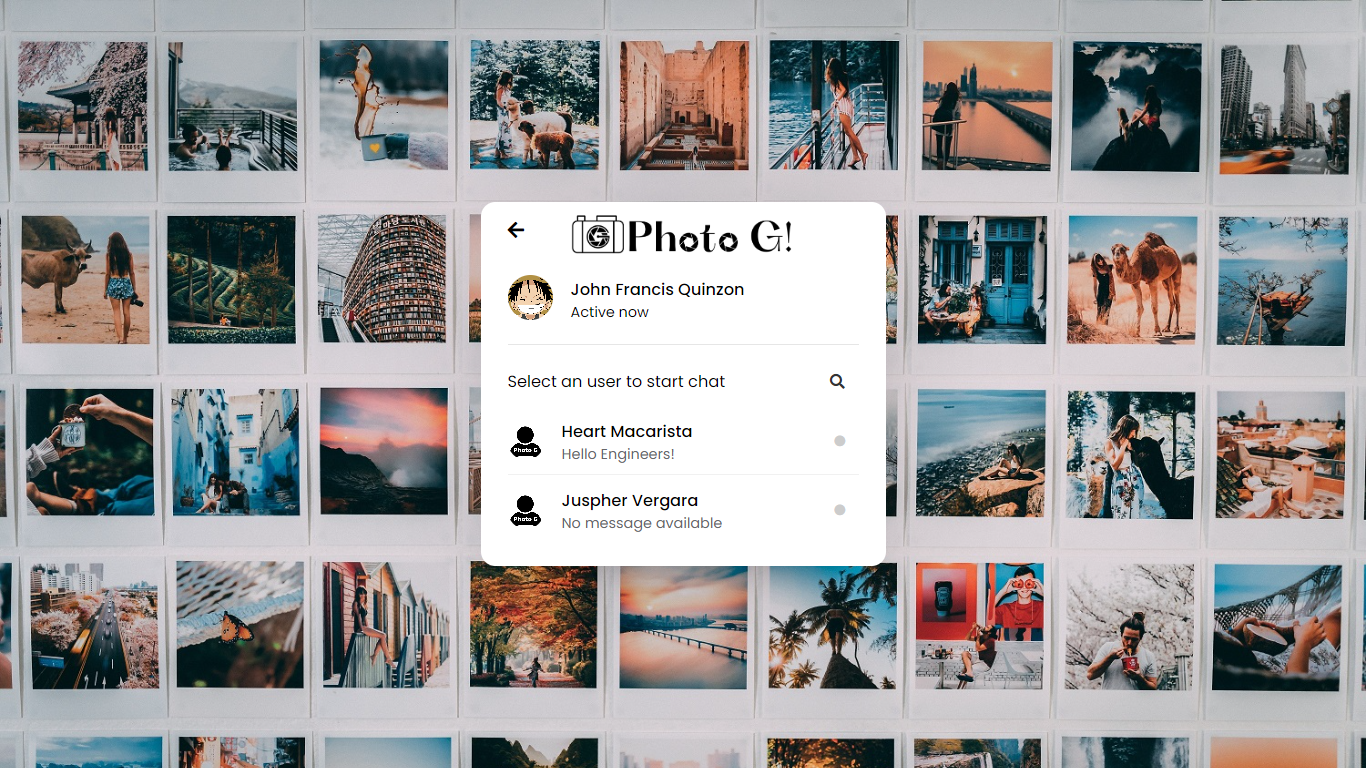 Photo G!
John Francis Quinzon
Active now
Select an user to start chat
Heart Macarista
Photo G
Hello Engineers!
Juspher Vergara
Photo G
No message available